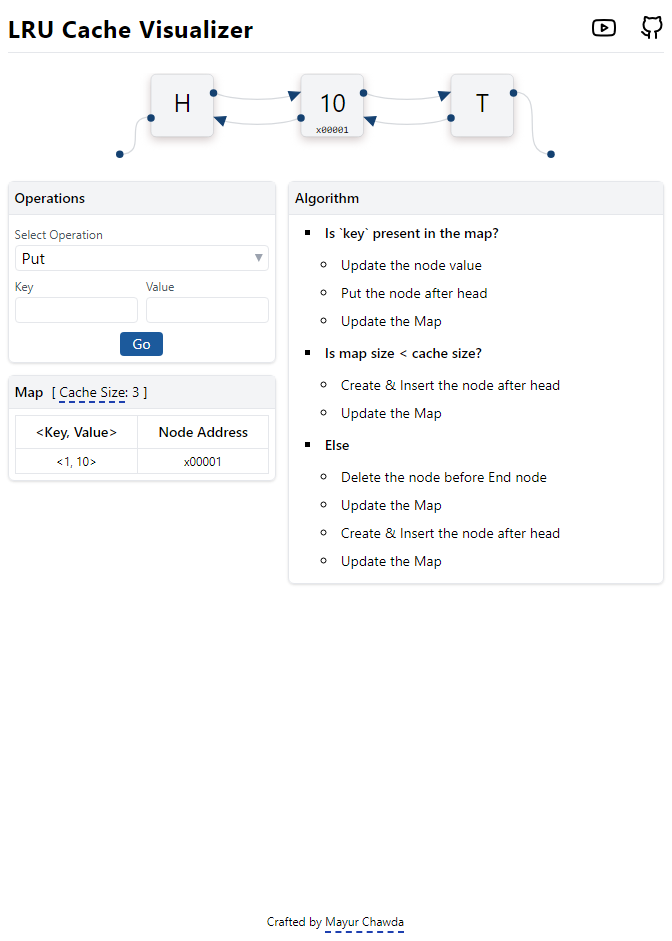 LRU Cache Visualizer
H
10
x00001
T
Operations
Select Operation
Put
Key Value
Go
Map [ Cache Size: 3 ]
<Key, Value> Node Address
<1, 10> x00001
Algorithm
Is `key` present in the map?
Update the node value
Put the node after head
Update the Map
Is map size < cache size?
Create & Insert the node after head
Update the Map
Else
Delete the node before End node
Update the Map
Create & Insert the node after head
Update the Map
Crafted by Mayur Chawda